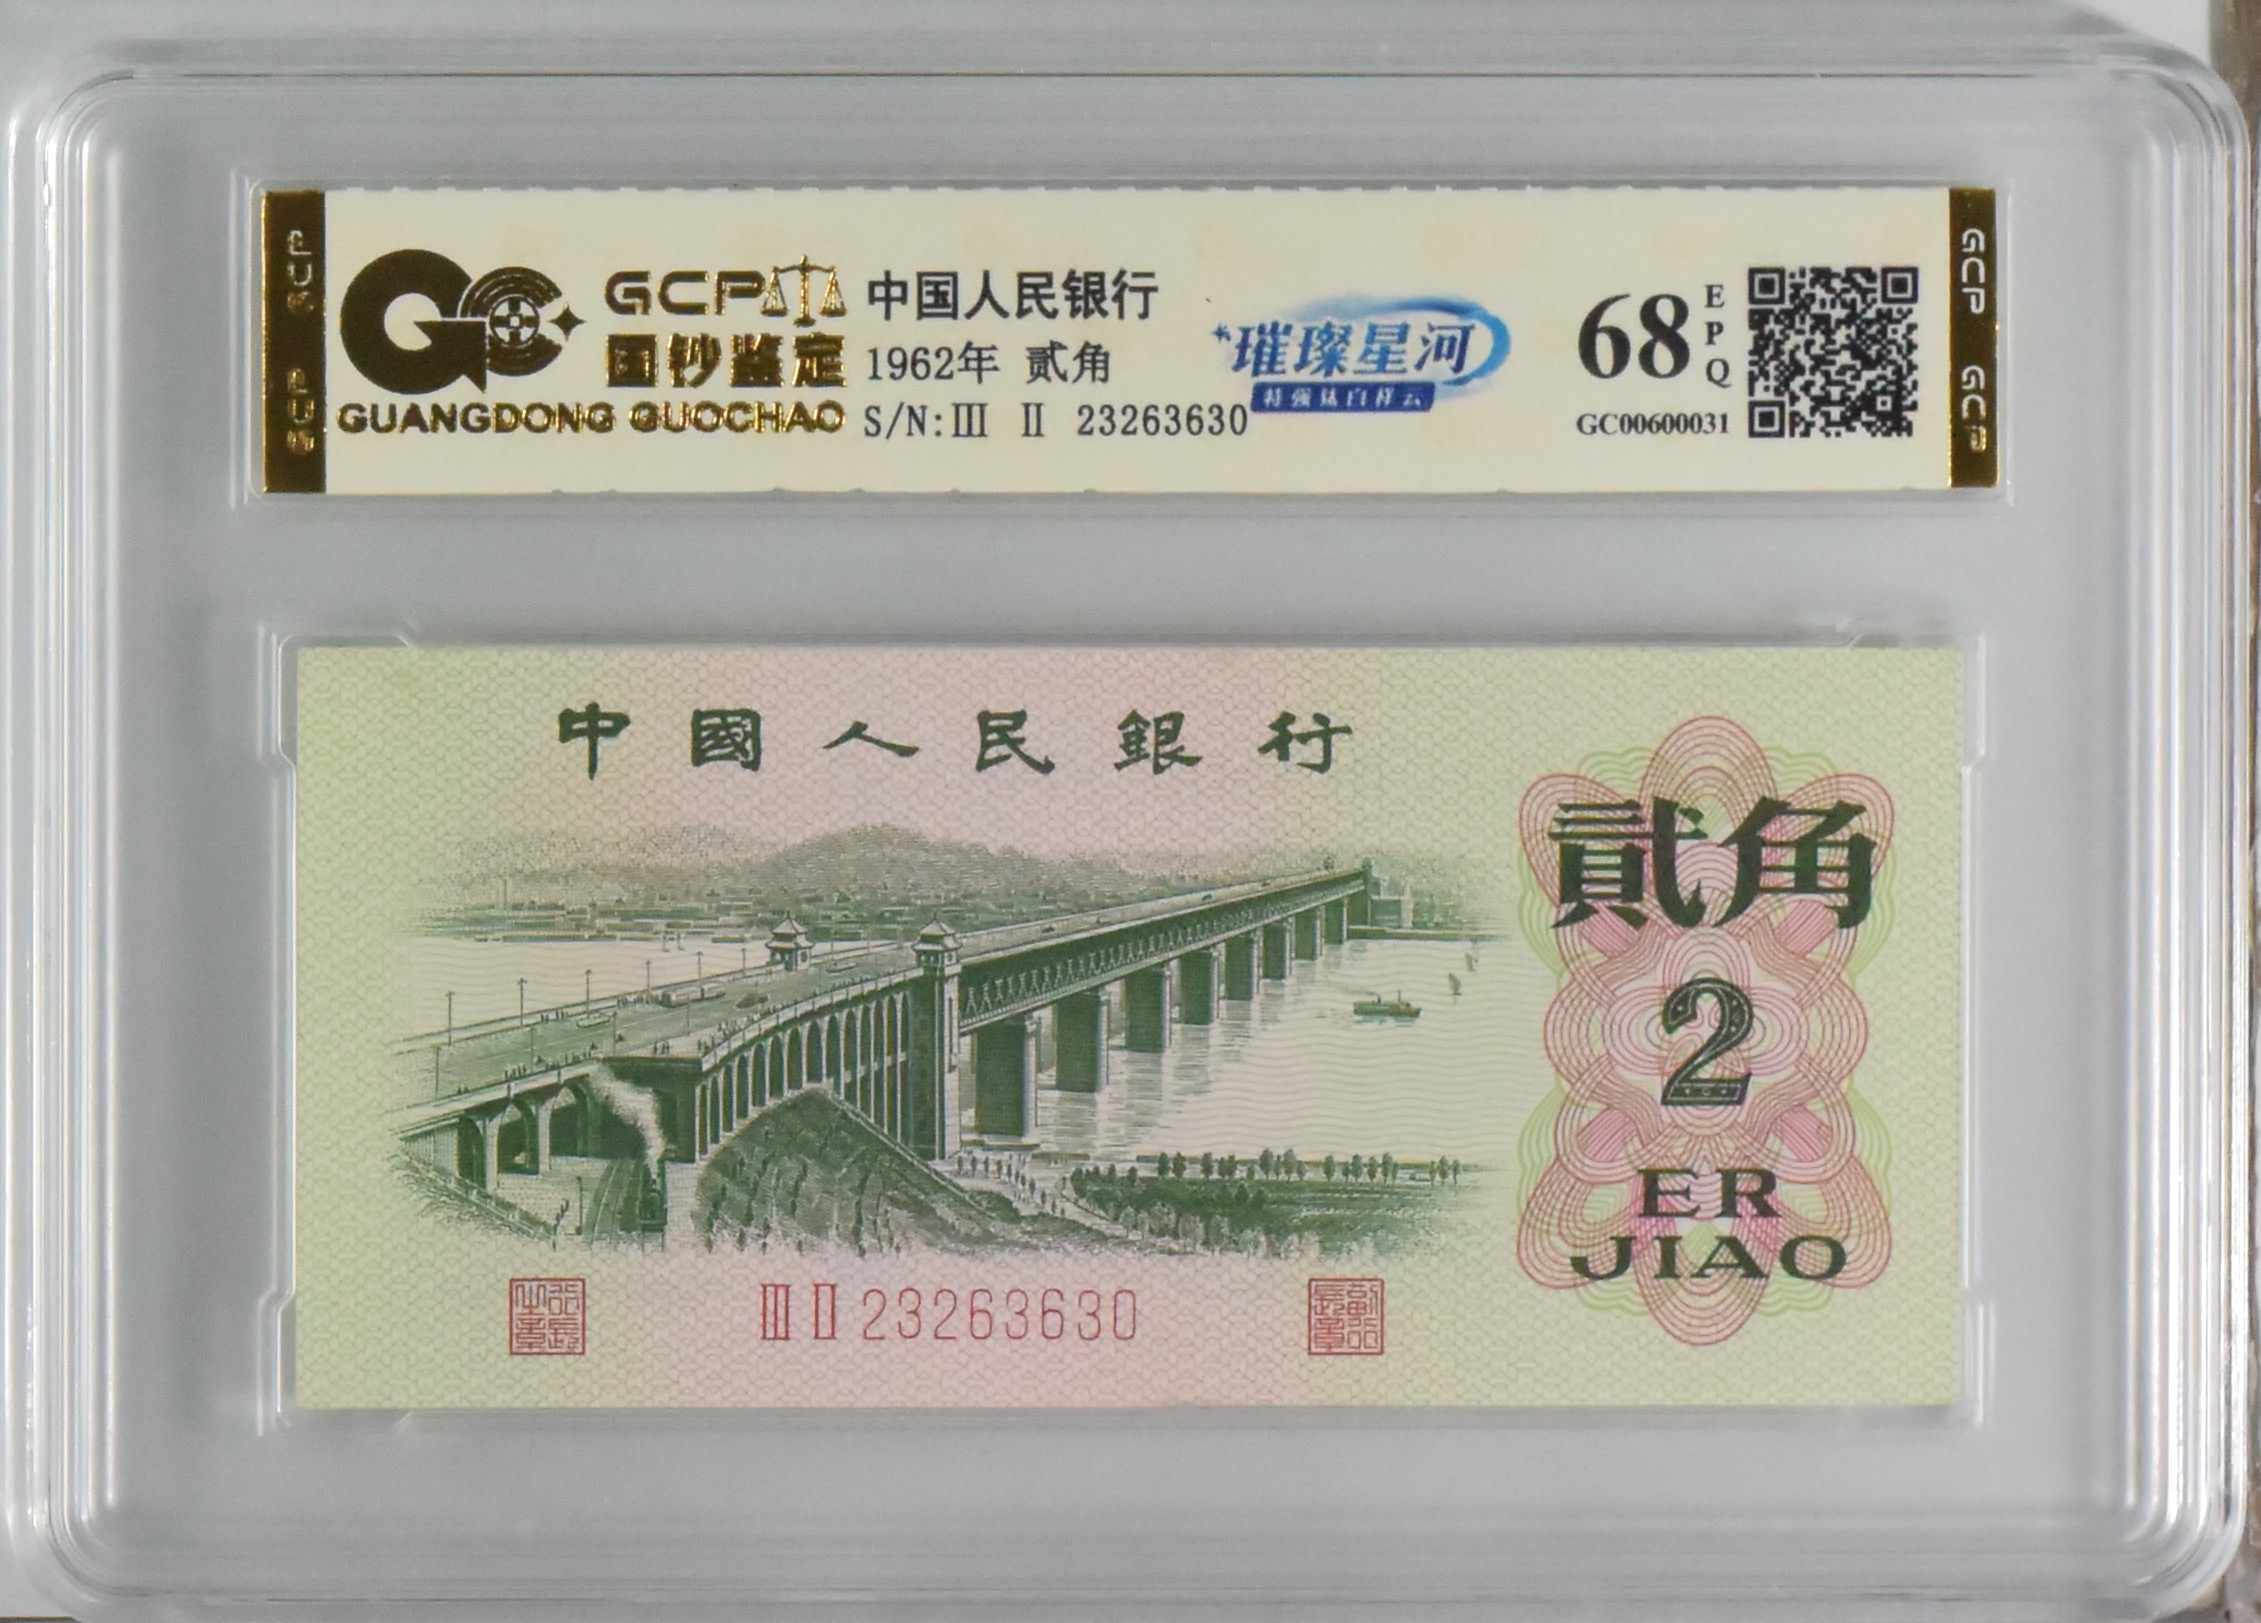 GCP
国钞鉴定
GUANGDONG GUOCHAO
中国人民银行
1962年 贰角
S/N:Ⅲ Ⅱ 23263630
璀璨星河
68
EPQ
GC00600031
GCP GCP
中國人民銀行
貳角
2
ER
JIAO
Ⅲ Ⅱ 23263630